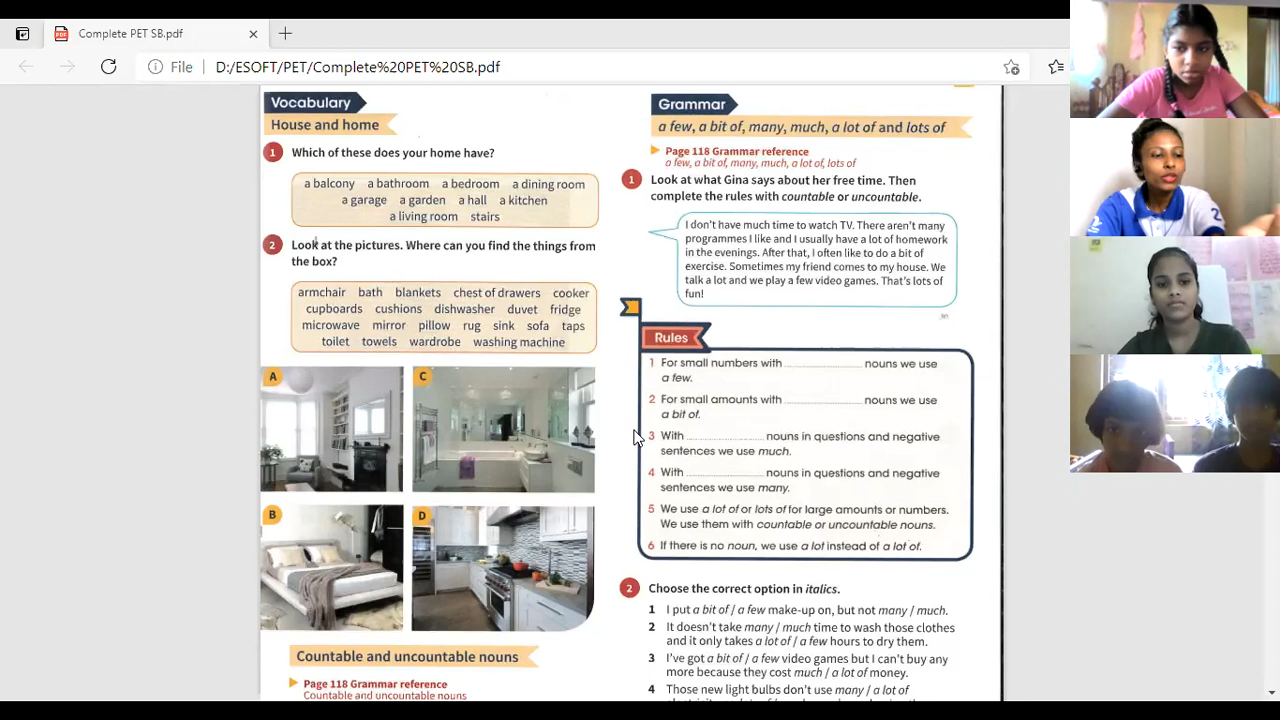 Complete PET SB.pdf
File D:/ESOFT/PET/Complete%20PET%20SB.pdf
Vocabulary
House and home
1 Which of these does your home have?
a balcony a bathroom a bedroom a dining room
a garage a garden a hall a kitchen
a living room stairs
2 Look at the pictures. Where can you find the things from
the box?
armchair bath blankets chest of drawers cooker
cupboards cushions dishwasher duvet fridge
microwave mirror pillow rug sink sofa taps
toilet towels wardrobe washing machine
A
C
B
D
Countable and uncountable nouns
Page 118 Grammar reference
Countable and uncountable nouns
Grammar
a few, a bit of, many, much, a lot of and lots of
Page 118 Grammar reference
a few, a bit of, many, much, a lot of, lots of
1 Look at what Gina says about her free time. Then
complete the rules with countable or uncountable.
I don't have much time to watch TV. There aren't many
programmes I like and I usually have a lot of homework
in the evenings. After that, I often like to do a bit of
exercise. Sometimes my friend comes to my house. We
talk a lot and we play a few video games. That's lots of
fun!
Rules
1 For small numbers with .................... nouns we use
a few.
2 For small amounts with .................... nouns we use
a bit of.
3 With .................... nouns in questions and negative
sentences we use much.
4 With .................... nouns in questions and negative
sentences we use many.
5 We use a lot of or lots of for large amounts or numbers.
We use them with countable or uncountable nouns.
6 If there is no noun, we use a lot instead of a lot of.
2 Choose the correct option in italics.
1 I put a bit of / a few make-up on, but not many / much.
2 It doesn't take many / much time to wash those clothes
and it only takes a lot of / a few hours to dry them.
3 I've got a bit of / a few video games but I can't buy any
more because they cost much / a lot of money.
4 Those new light bulbs don't use many / a lot of